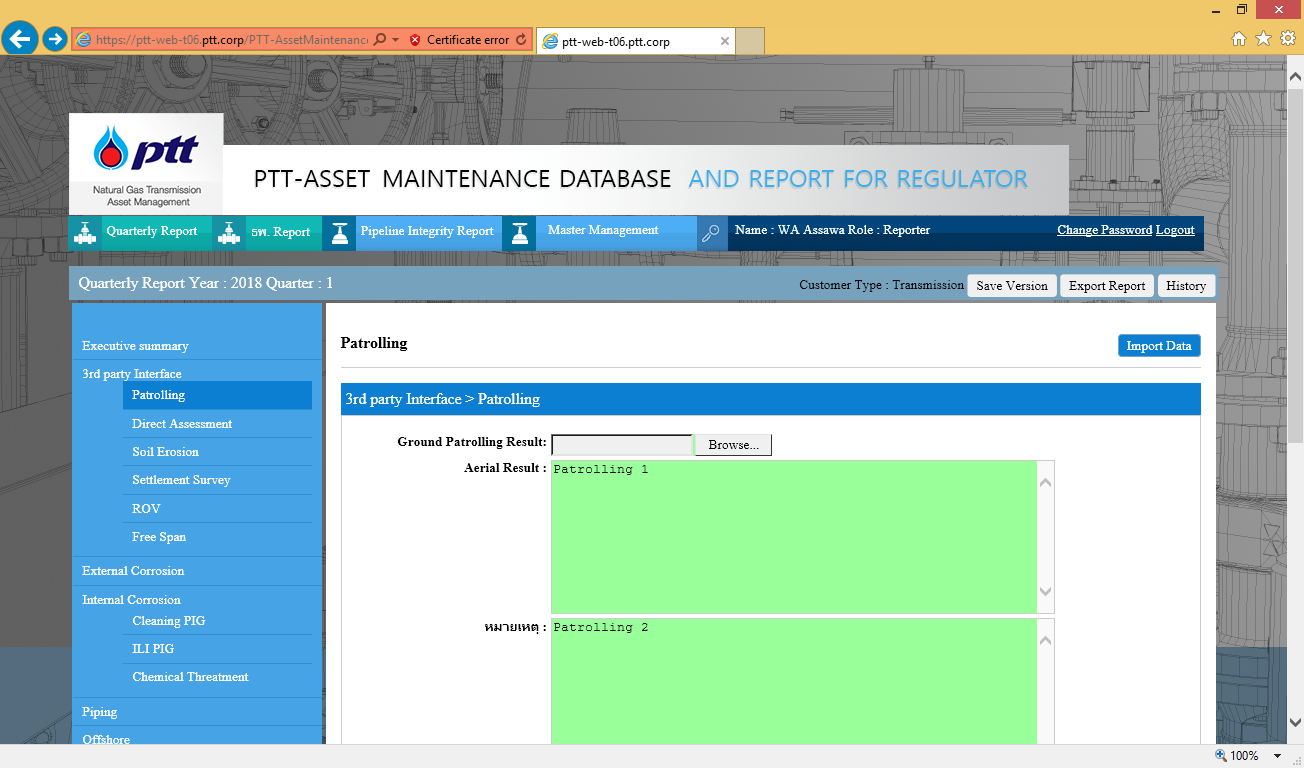 https://ptt-web-t06.ptt.corp/PTT-AssetMaintenanc
Certificate error
ptt-web-t06.ptt.corp
ptt
Natural Gas Transmission
Asset Management
PTT-ASSET MAINTENANCE DATABASE AND REPORT FOR REGULATOR
Quarterly Report
ธพ. Report
Pipeline Integrity Report
Master Management
Name : WA Assawa Role : Reporter
Change Password Logout
Quarterly Report Year : 2018 Quarter : 1
Customer Type : Transmission
Save Version
Export Report
History
Executive summary
3rd party Interface
Patrolling
Direct Assessment
Soil Erosion
Settlement Survey
ROV
Free Span
External Corrosion
Internal Corrosion
Cleaning PIG
ILI PIG
Chemical Threatment
Piping
Offshore
Patrolling
Import Data
3rd party Interface > Patrolling
Ground Patrolling Result:
Browse...
Aerial Result :
Patrolling 1
หมายเหตุ :
Patrolling 2
100%